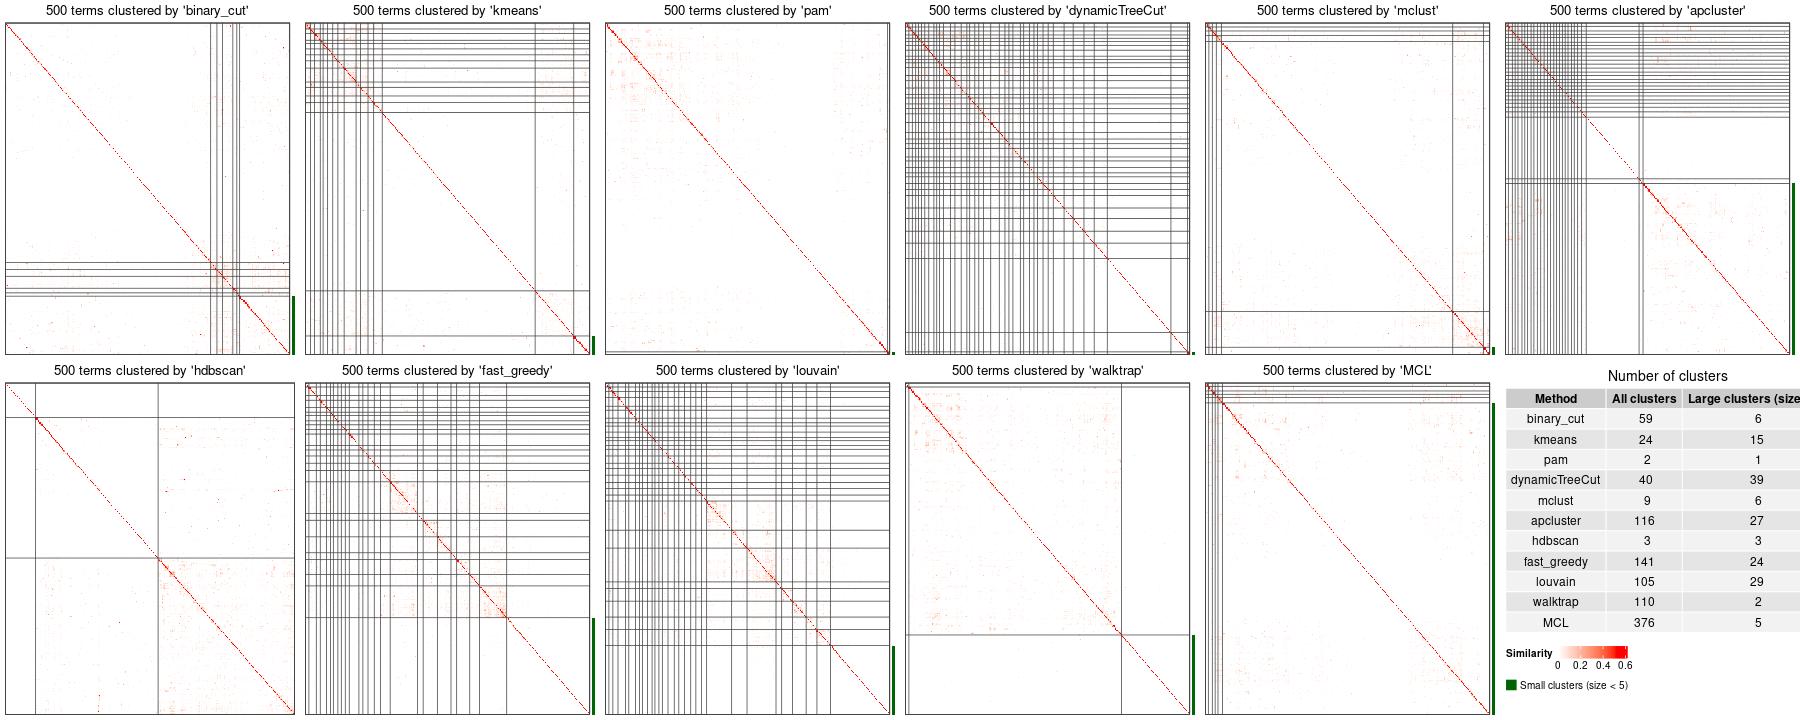 500 terms clustered by 'binary_cut'
500 terms clustered by 'kmeans'
500 terms clustered by 'pam'
500 terms clustered by 'dynamicTreeCut'
500 terms clustered by 'mclust'
500 terms clustered by 'apcluster'
500 terms clustered by 'hdbscan'
500 terms clustered by 'fast_greedy'
500 terms clustered by 'louvain'
500 terms clustered by 'walktrap'
500 terms clustered by 'MCL'
Number of clusters
Method All clusters Large clusters (size
binary_cut 59 6
kmeans 24 15
pam 2 1
dynamicTreeCut 40 39
mclust 9 6
apcluster 116 27
hdbscan 3 3
fast_greedy 141 24
louvain 105 29
walktrap 110 2
MCL 376 5
Similarity
0 0.2 0.4 0.6
Small clusters (size < 5)